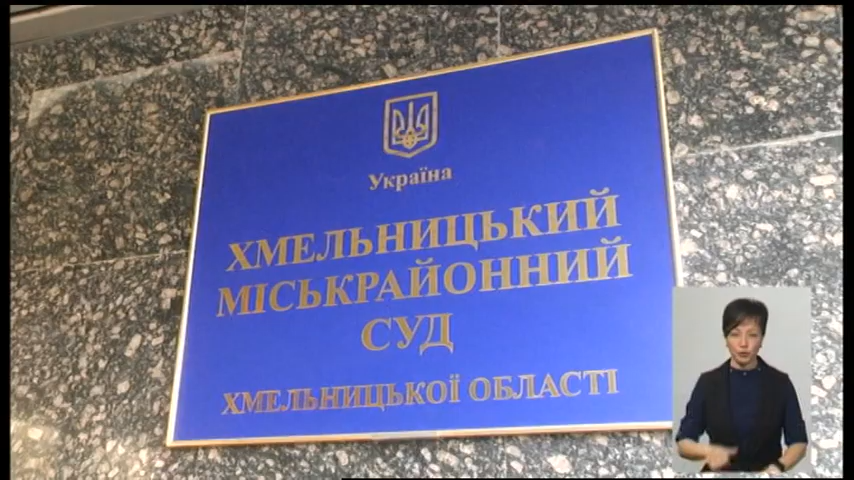 Україна
ХМЕЛЬНИЦЬКИЙ
МІСЬКРАЙОННИЙ
СУД
ХМЕЛЬНИЦЬКОЇ ОБЛАСТІ